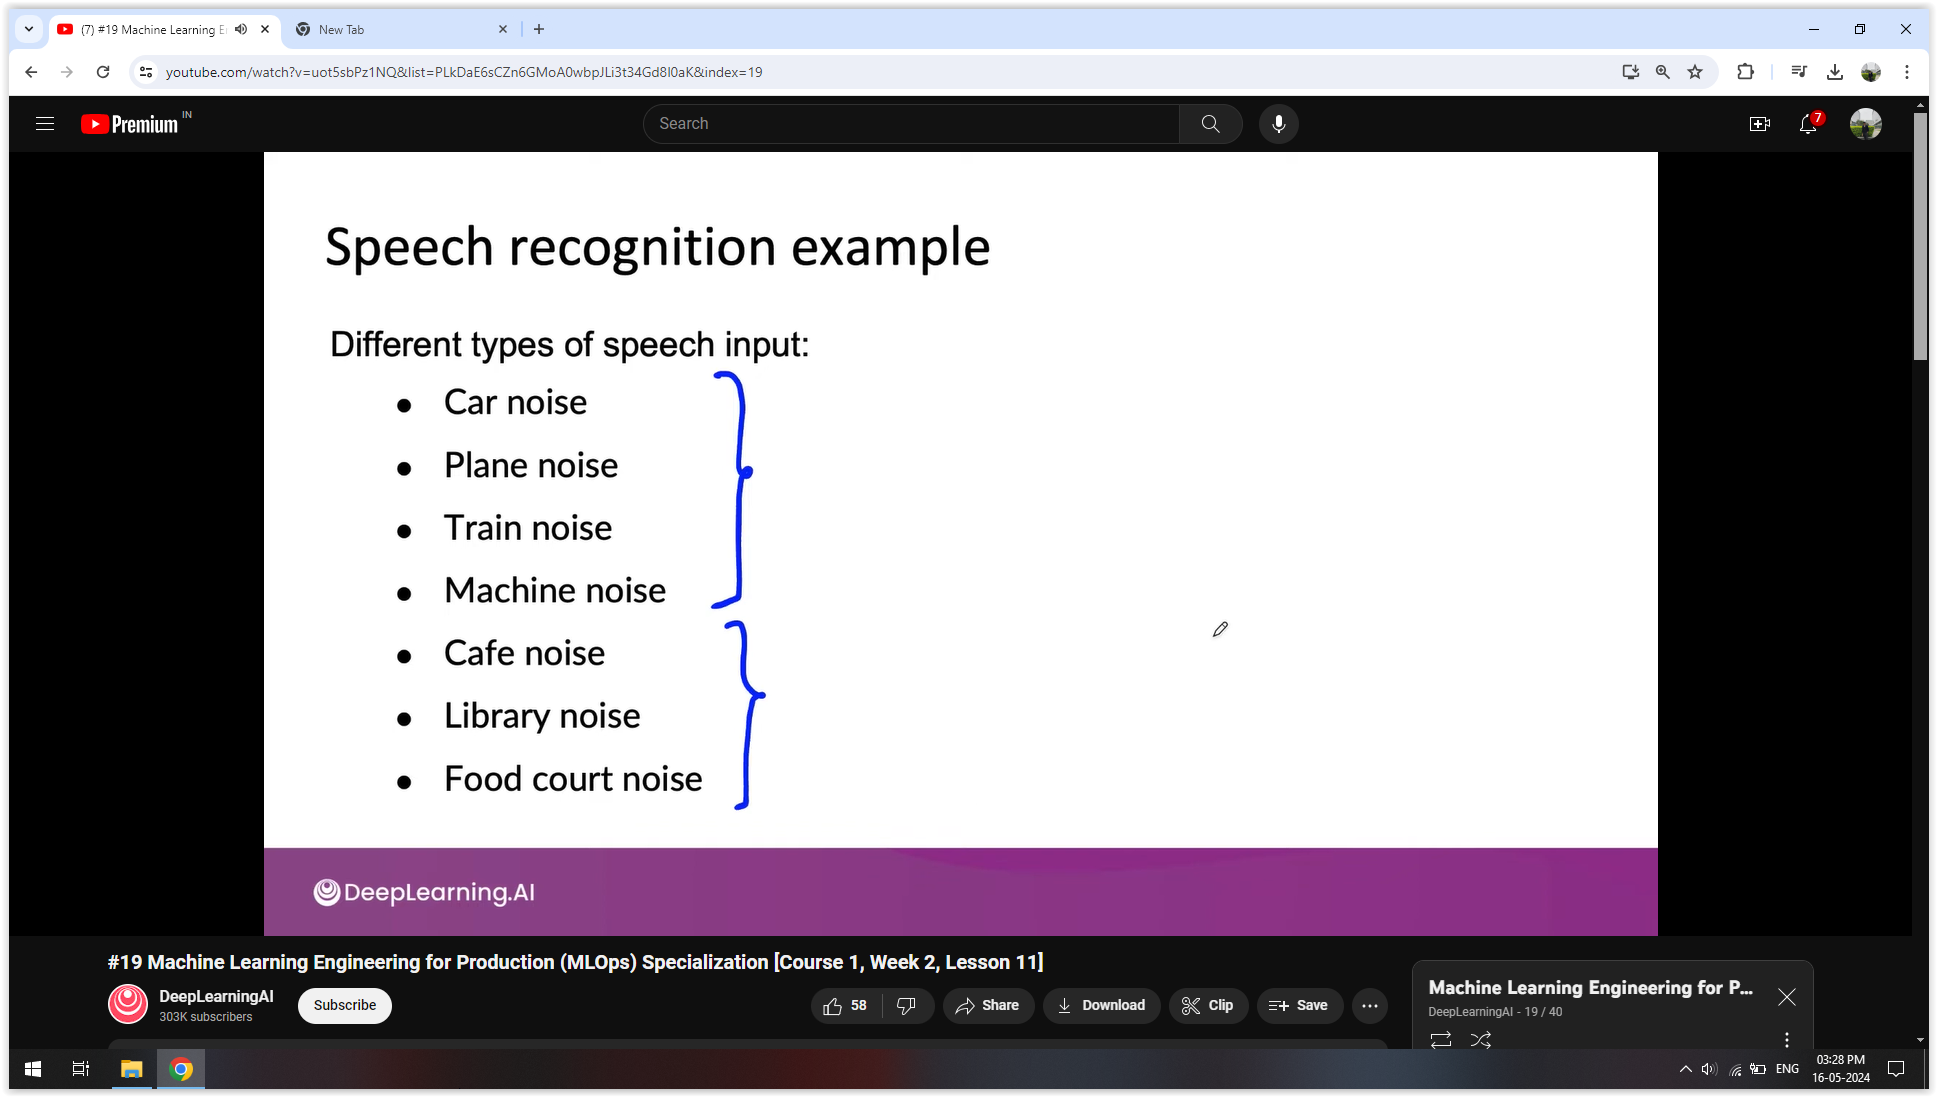 (7) #19 Machine Learning E
New Tab
youtube.com/watch?v=uot5sbPz1NQ&list=PLkDaE6sCZn6GMoA0wbpJLi3t34Gd8l0aK&index=19
Premium IN
Search
7
Speech recognition example
Different types of speech input:
● Car noise
● Plane noise
● Train noise
● Machine noise
● Cafe noise
● Library noise
● Food court noise
DeepLearning.AI
#19 Machine Learning Engineering for Production (MLOps) Specialization [Course 1, Week 2, Lesson 11]
DeepLearningAI
303K subscribers
Subscribe
58
Share
Download
Clip
Save
Machine Learning Engineering for P...
DeepLearningAI - 19 / 40
ENG
03:28 PM
16-05-2024